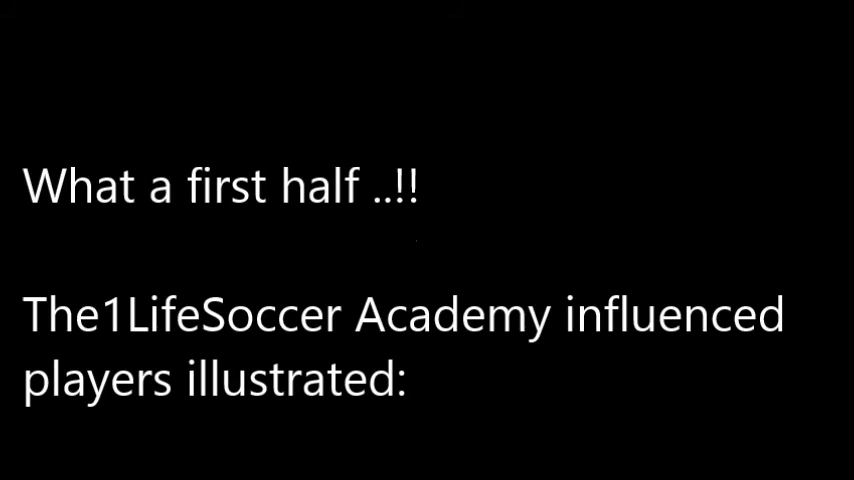 What a first half ..!!
The1LifeSoccer Academy influenced
players illustrated: